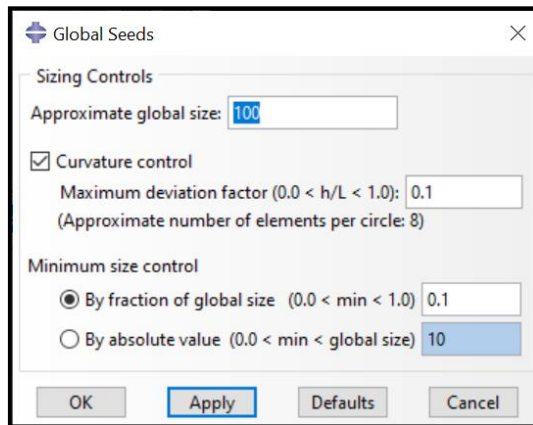 Global Seeds
Sizing Controls
Approximate global size: 100
Curvature control
Maximum deviation factor (0.0 < h/L < 1.0): 0.1
(Approximate number of elements per circle: 8)
Minimum size control
By fraction of global size (0.0 < min < 1.0) 0.1
By absolute value (0.0 < min < global size) 10
OK Apply Defaults Cancel